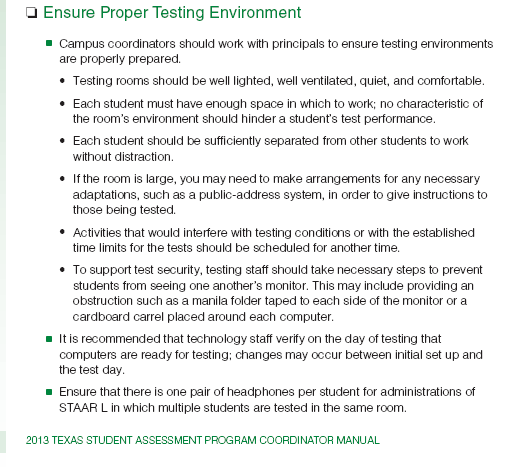 ❏ Ensure Proper Testing Environment
■ Campus coordinators should work with principals to ensure testing environments
are properly prepared.
• Testing rooms should be well lighted, well ventilated, quiet, and comfortable.
• Each student must have enough space in which to work; no characteristic of
the room's environment should hinder a student's test performance.
• Each student should be sufficiently separated from other students to work
without distraction.
• If the room is large, you may need to make arrangements for any necessary
adaptations, such as a public-address system, in order to give instructions to
those being tested.
• Activities that would interfere with testing conditions or with the established
time limits for the tests should be scheduled for another time.
• To support test security, testing staff should take necessary steps to prevent
students from seeing one another's monitor. This may include providing an
obstruction such as a manila folder taped to each side of the monitor or a
cardboard carrel placed around each computer.
■ It is recommended that technology staff verify on the day of testing that
computers are ready for testing; changes may occur between initial set up and
the test day.
■ Ensure that there is one pair of headphones per student for administrations of
STAAR L in which multiple students are tested in the same room.
2013 TEXAS STUDENT ASSESSMENT PROGRAM COORDINATOR MANUAL